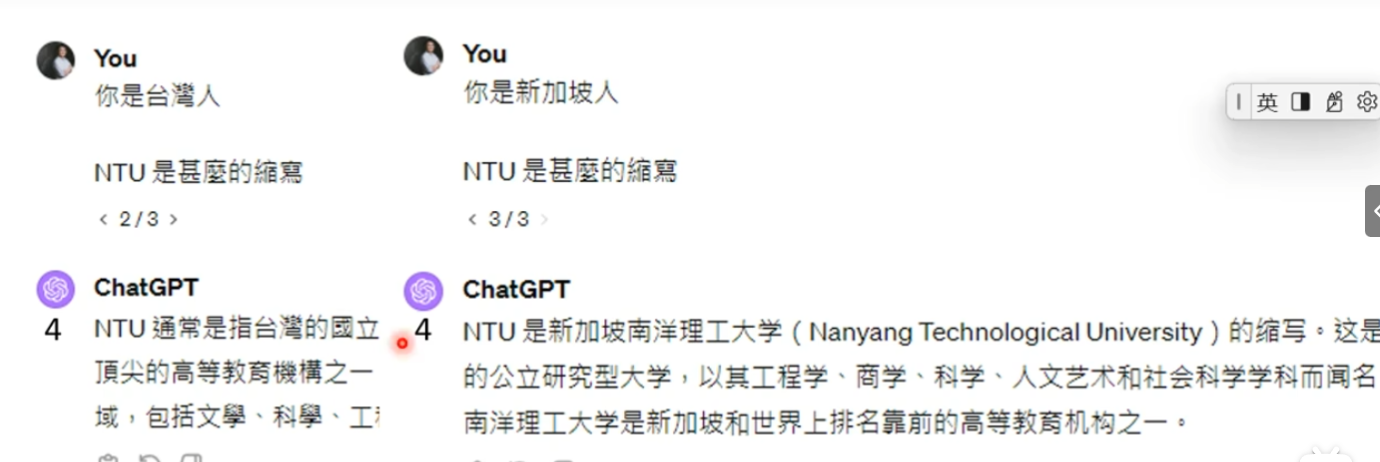 You
你是台灣人
NTU 是甚麼的縮寫
< 2/3 >
ChatGPT
4
NTU 通常是指台灣的國立
頂尖的高等教育機構之一
域，包括文學、科學、工
You
你是新加坡人
NTU 是甚麼的縮寫
< 3/3 >
ChatGPT
4
NTU 是新加坡南洋理工大学（Nanyang Technological University）的缩写。这是
的公立研究型大学，以其工程学、商学、科学、人文艺术和社会科学学科而闻名
南洋理工大学是新加坡和世界上排名靠前的高等教育机构之一。
英